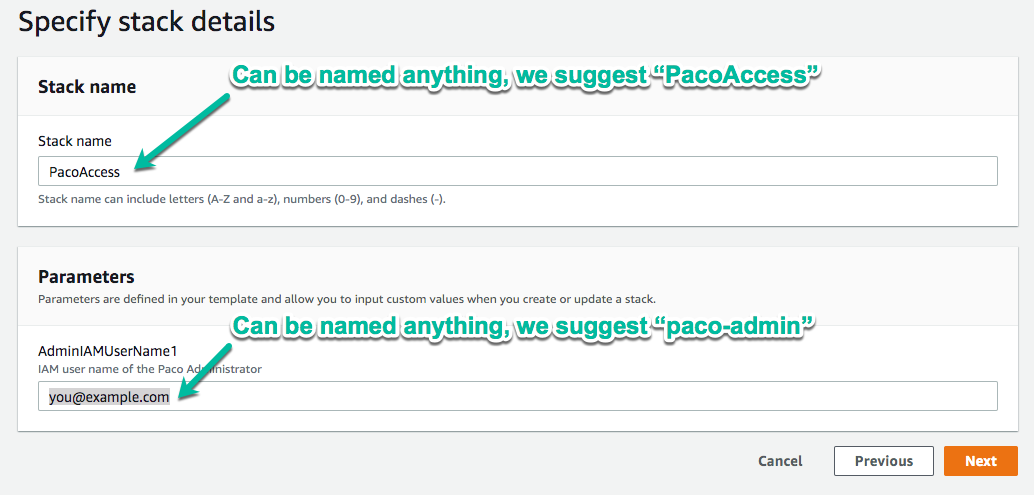 Specify stack details
Can be named anything, we suggest “PacoAccess”
Stack name
Stack name
PacoAccess
Stack name can include letters (A-Z and a-z), numbers (0-9), and dashes (-).
Parameters
Parameters are defined in your template and allow you to input custom values when you create or update a stack.
Can be named anything, we suggest “paco-admin”
AdminIAMUserName1
IAM user name of the Paco Administrator
you@example.com
Cancel
Previous
Next